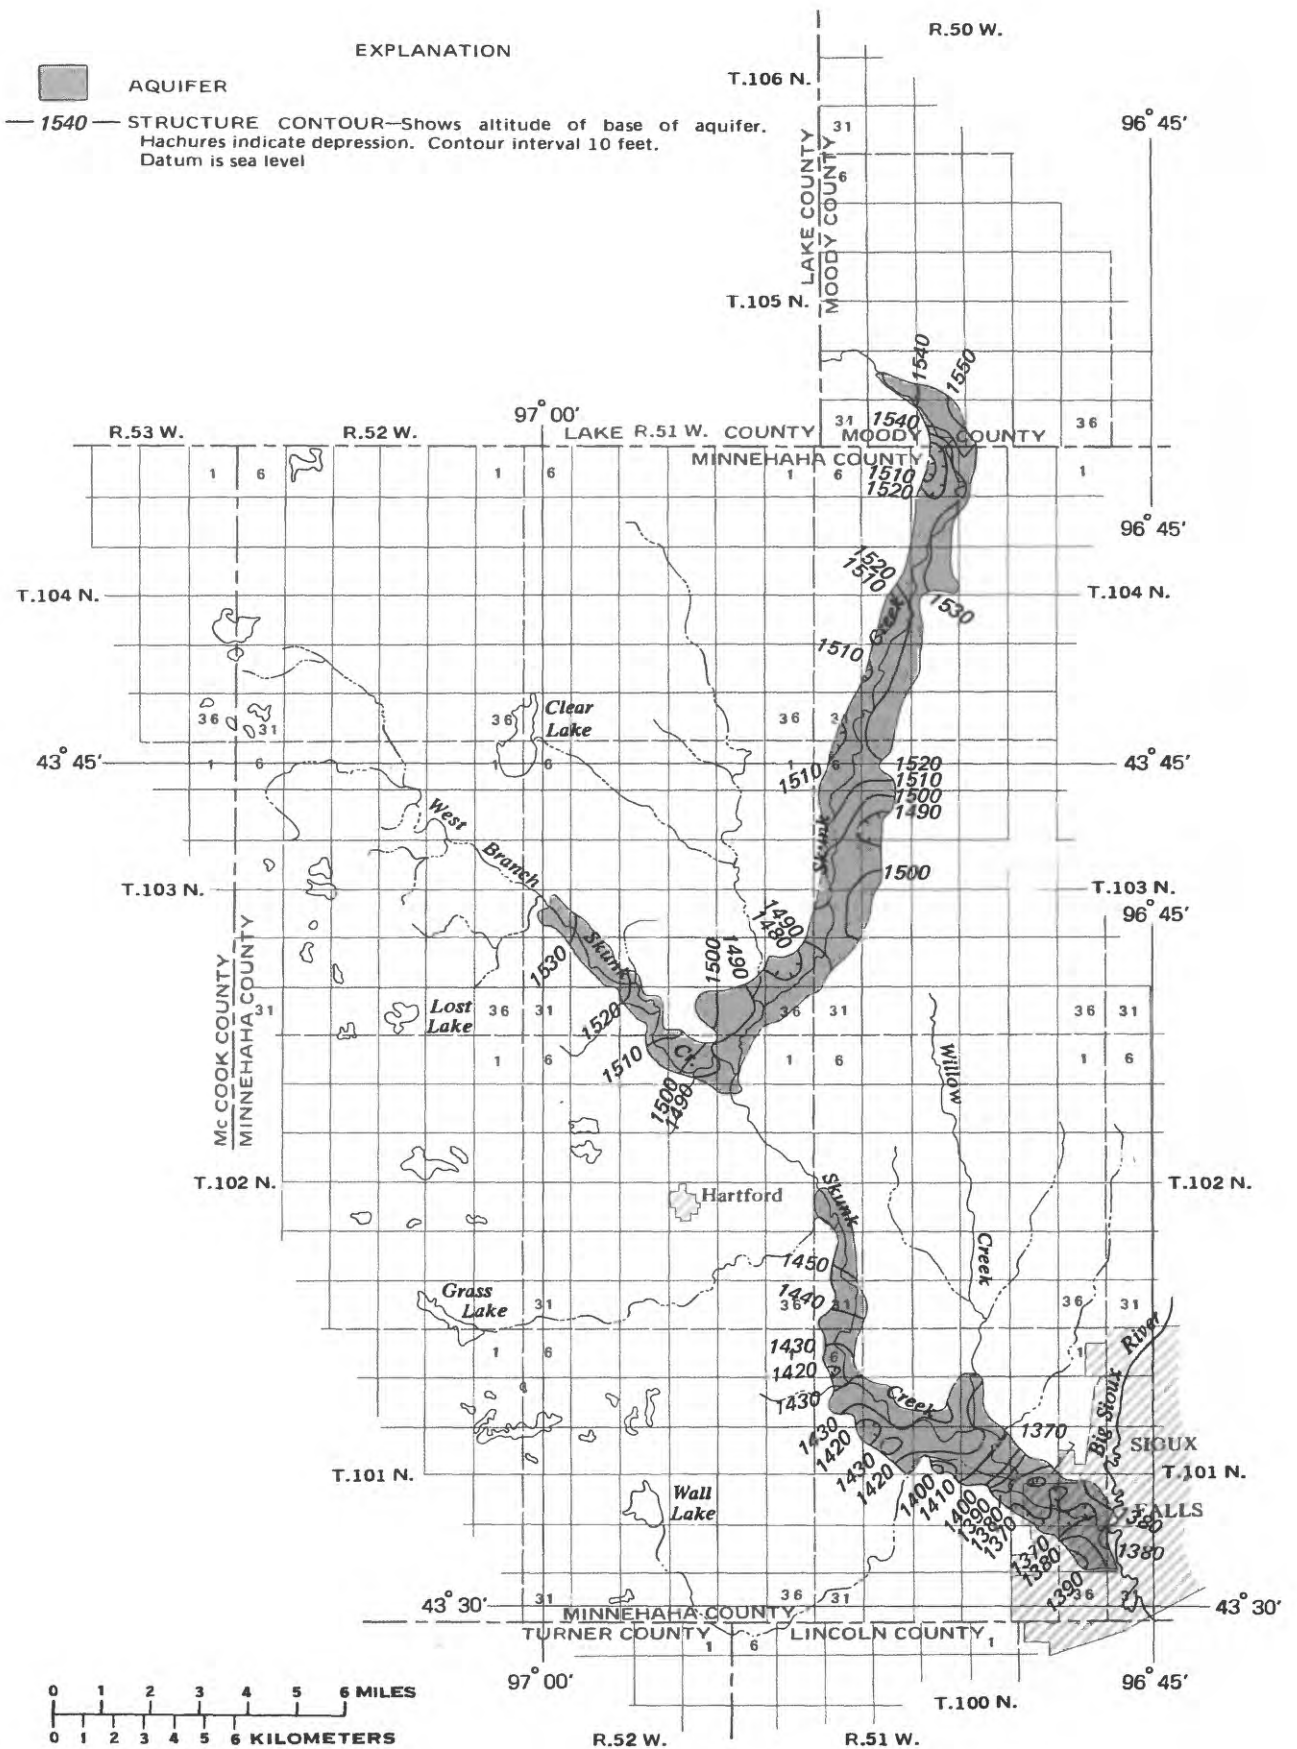 R.50 W.
EXPLANATION
T.106 N.
AQUIFER
1540 STRUCTURE CONTOUR—Shows altitude of base of aquifer.
Hachures indicate depression. Contour interval 10 feet.
Datum is sea level
31
96° 45'
LAKE COUNTY
MOODY COUNTY
6
T.105 N.
1540
1550
97° 00'
R.53 W.
R.52 W.
LAKE R.51 W. COUNTY
31
1540
MOODY COUNTY
36
MINNEHAHA COUNTY
1
6
1
6
1
6
1510
1520
1
96° 45'
1520
1510
T.104 N.
T.104 N.
1530
Creek
1510
36
31
36
Clear
Lake
36
3
43° 45'
1
6
1
6
1
6
1510
1520
1510
1500
1490
43° 45'
West
Branch
Skunk
1500
T.103 N.
T.103 N.
96° 45'
1490
1480
1500
1490
Skunk
1530
McCOOK COUNTY
MINNEHAHA COUNTY
31
Lost
Lake
36
31
1520
36
31
36
31
1
6
1510
Cr.
1
6
1
6
Willow
1500
1490
T.102 N.
Hartford
Skunk
T.102 N.
Creek
1450
Grass
Lake
31
1440
36
31
36
31
River
1430
1
6
1
6
1
1420
1430
Creek
Big Sioux
1370
1430
1420
SIOUX
T.101 N.
1430
1420
T.101 N.
Wall
Lake
1400
1410
1400
1390
1380
1370
FALLS
1380
1370
1380
1380
1390
31
36
31
36
31
43° 30'
43° 30'
MINNEHAHA COUNTY
TURNER COUNTY
LINCOLN COUNTY
1
6
1
97° 00'
96° 45'
0 1 2 3 4 5 6 MILES
T.100 N.
0 1 2 3 4 5 6 KILOMETERS
R.52 W.
R.51 W.